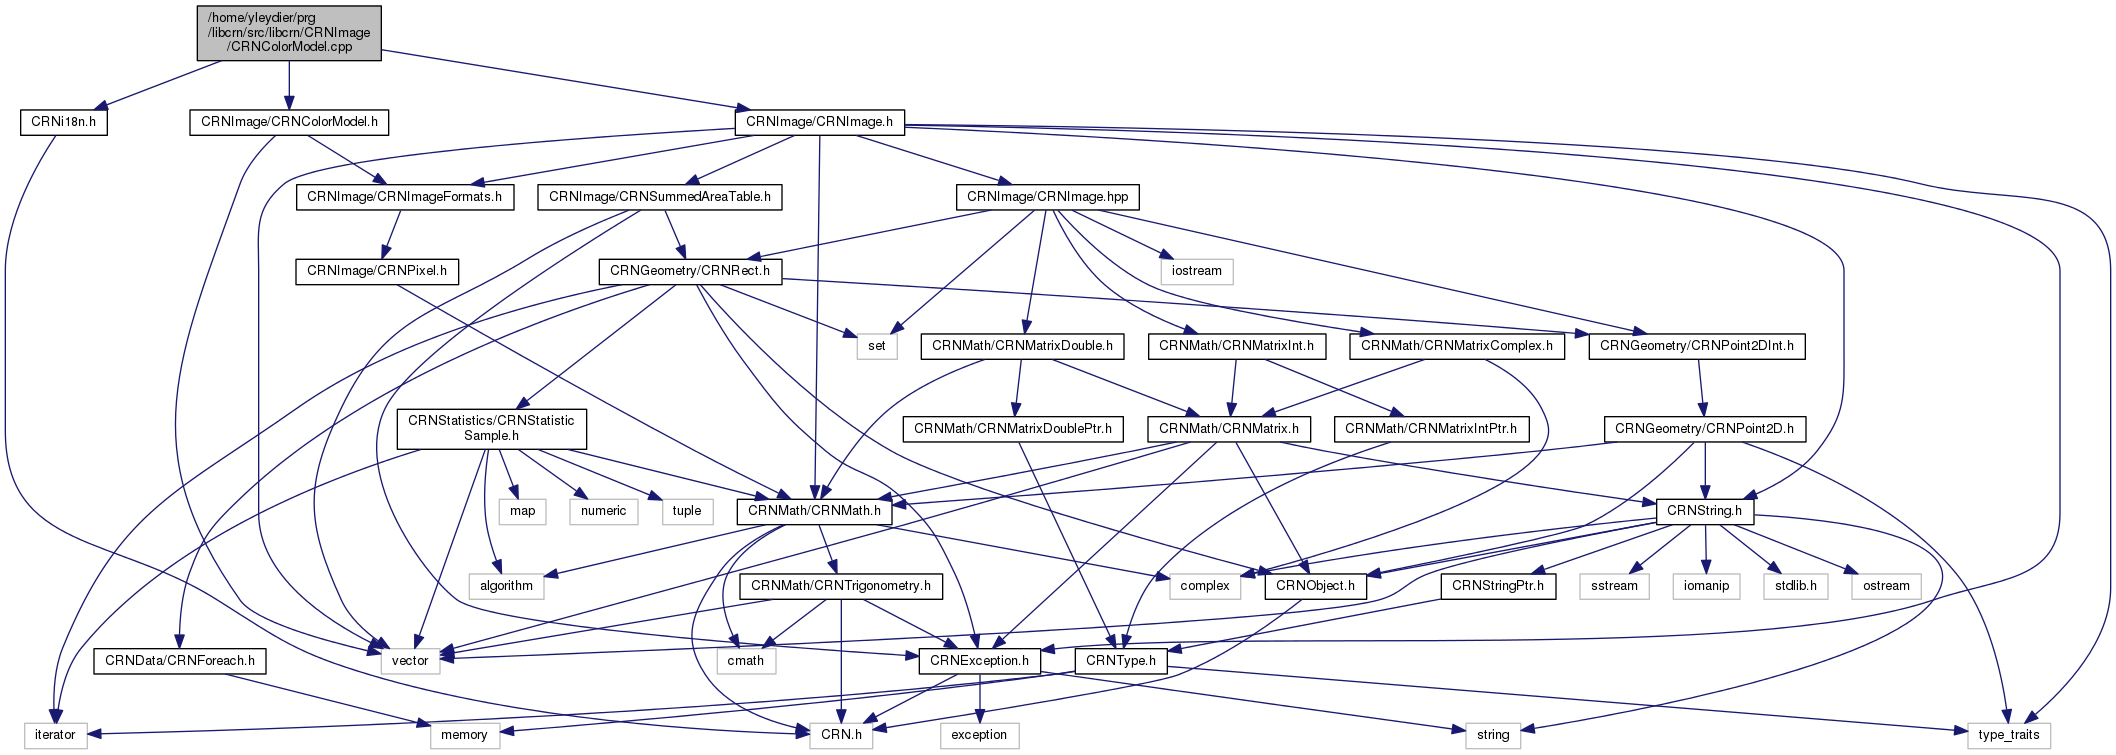 /home/yleydier/prg
/libcrn/src/libcrn/CRNImage
/CRNColorModel.cpp
CRNi18n.h
CRNImage/CRNColorModel.h
CRNImage/CRNImage.h
CRNImage/CRNImageFormats.h
CRNImage/CRNSummedAreaTable.h
CRNImage/CRNImage.hpp
CRNImage/CRNPixel.h
CRNGeometry/CRNRect.h
iostream
set
CRNMath/CRNMatrixDouble.h
CRNMath/CRNMatrixInt.h
CRNMath/CRNMatrixComplex.h
CRNGeometry/CRNPoint2DInt.h
CRNStatistics/CRNStatistic
Sample.h
CRNMath/CRNMatrixDoublePtr.h
CRNMath/CRNMatrix.h
CRNMath/CRNMatrixIntPtr.h
CRNGeometry/CRNPoint2D.h
map
numeric
tuple
CRNMath/CRNMath.h
CRNString.h
algorithm
CRNMath/CRNTrigonometry.h
complex
CRNObject.h
CRNStringPtr.h
sstream
iomanip
stdlib.h
ostream
CRNData/CRNForeach.h
vector
cmath
CRNException.h
CRNType.h
iterator
memory
CRN.h
exception
string
type_traits